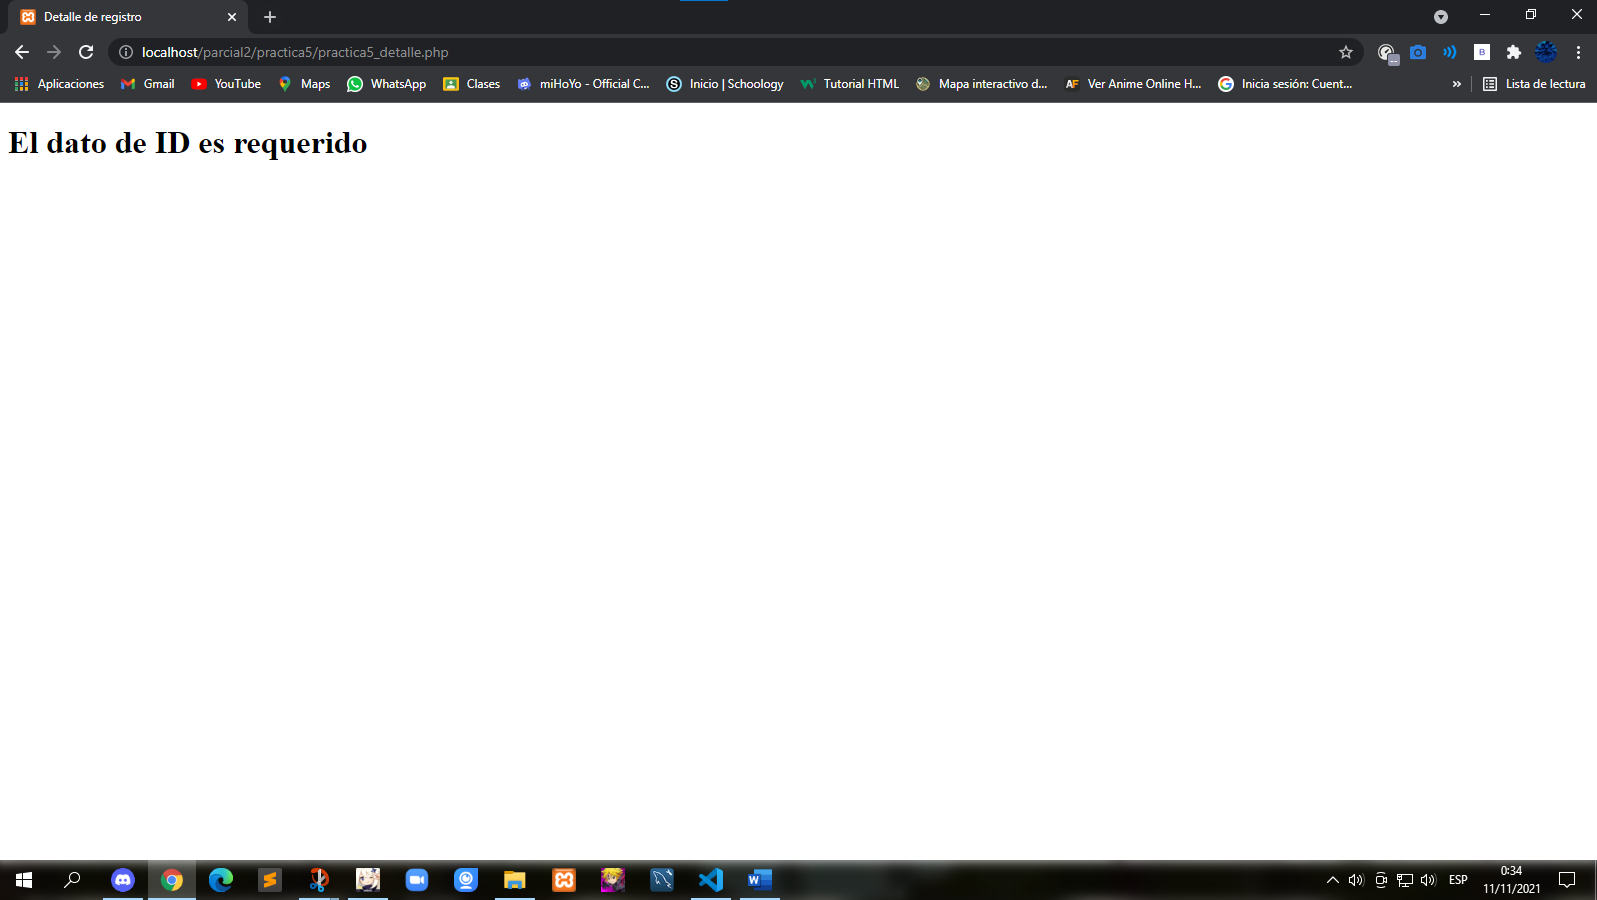 Detalle de registro
localhost/parcial2/practica5/practica5_detalle.php
B
Aplicaciones Gmail YouTube Maps WhatsApp Clases miHoYo - Official C... Inicio | Schoology Tutorial HTML Mapa interactivo d... AF Ver Anime Online H... Inicia sesión: Cuent... » Lista de lectura
El dato de ID es requerido
ESP
0:34
11/11/2021